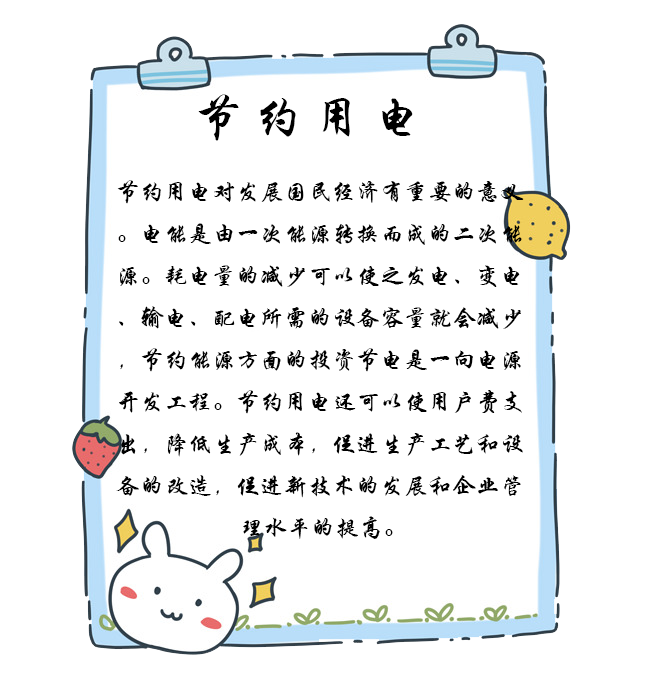 节约用电
节约用电对发展国民经济有重要的意义
。电能是由一次能源转换而成的二次能
源。耗电量的减少可以使之发电、变电
、输电、配电所需的设备容量就会减少
，节约能源方面的投资节电是一向电源
开发工程。节约用电还可以使用户费支
出，降低生产成本，促进生产工艺和设
备的改造，促进新技术的发展和企业管
理水平的提高。